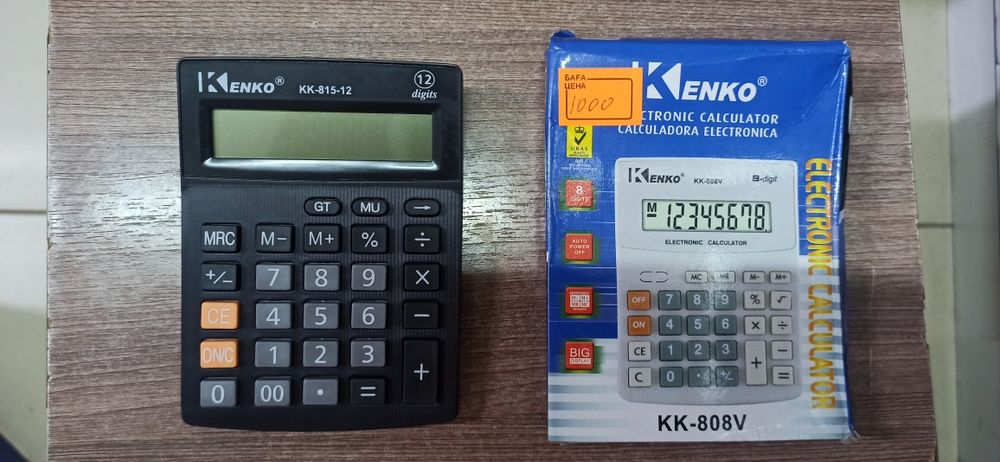 KENKO®
KK-815-12
12
digits
GT MU →
MRC M- M+ % ÷
+/− 7 8 9 ×
CE 4 5 6 −
ON/C 1 2 3 +
0 00 · =
БАҒА
ЦЕНА
1000
KENKO®
CTRONIC CALCULATOR
CALCULADORA ELECTRONICA
UKAS
8
DIGITS
AUTO
POWER
OFF
BIG
DISPLAY
KENKO®
KK-808V
8-digit
M 12345678.
ELECTRONIC CALCULATOR
MC MR M- M+
OFF 7 8 9 % √
ON 4 5 6 × ÷
CE 1 2 3 + −
C 0 · +/− =
ELECTRONIC CALCULATOR
KK-808V